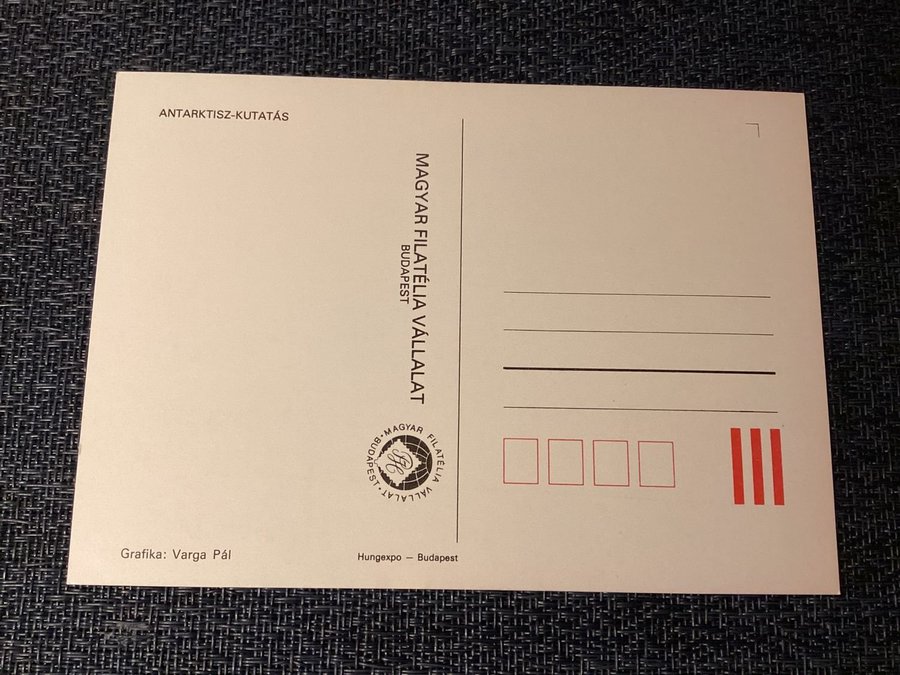 ANTARKTISZ-KUTATÁS
MAGYAR FILATÉLIA VÁLLALAT
BUDAPEST
MAGYAR FILATÉLIA VÁLLALAT • BUDAPEST •
Grafika: Varga Pál
Hungexpo — Budapest